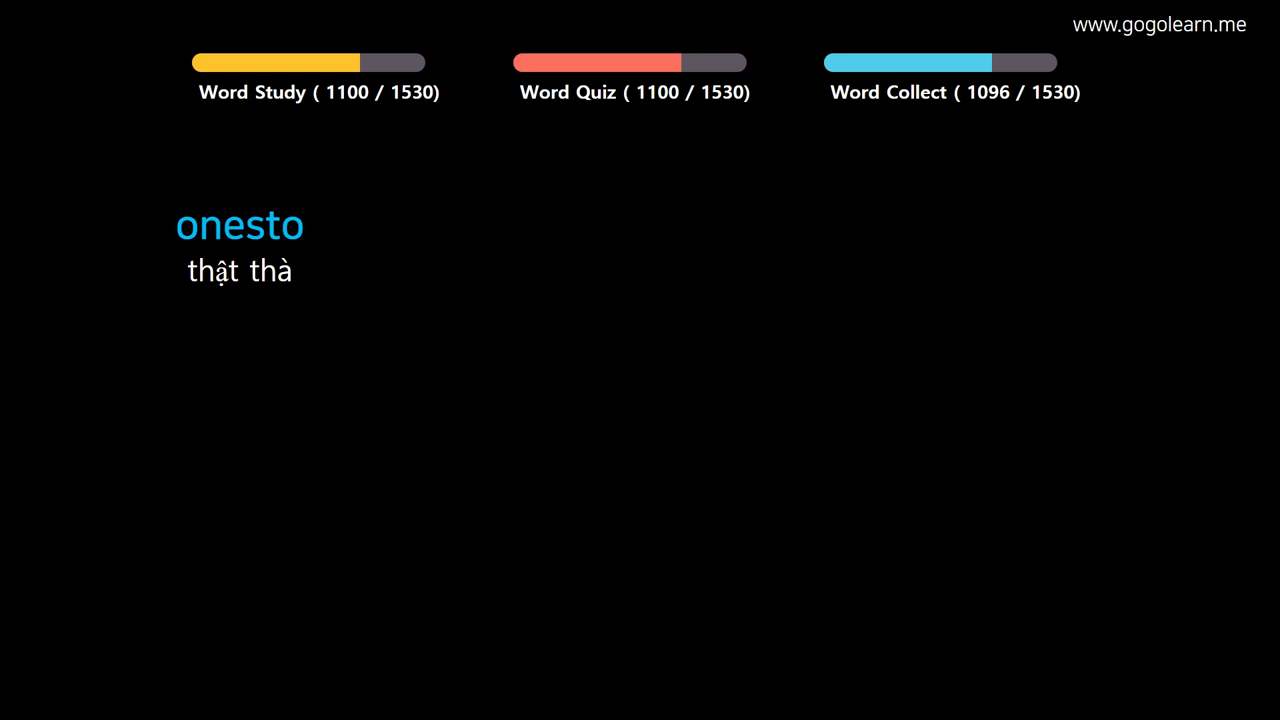 www.gogolearn.me
Word Study ( 1100 / 1530)
Word Quiz ( 1100 / 1530)
Word Collect ( 1096 / 1530)
onesto
thật thà